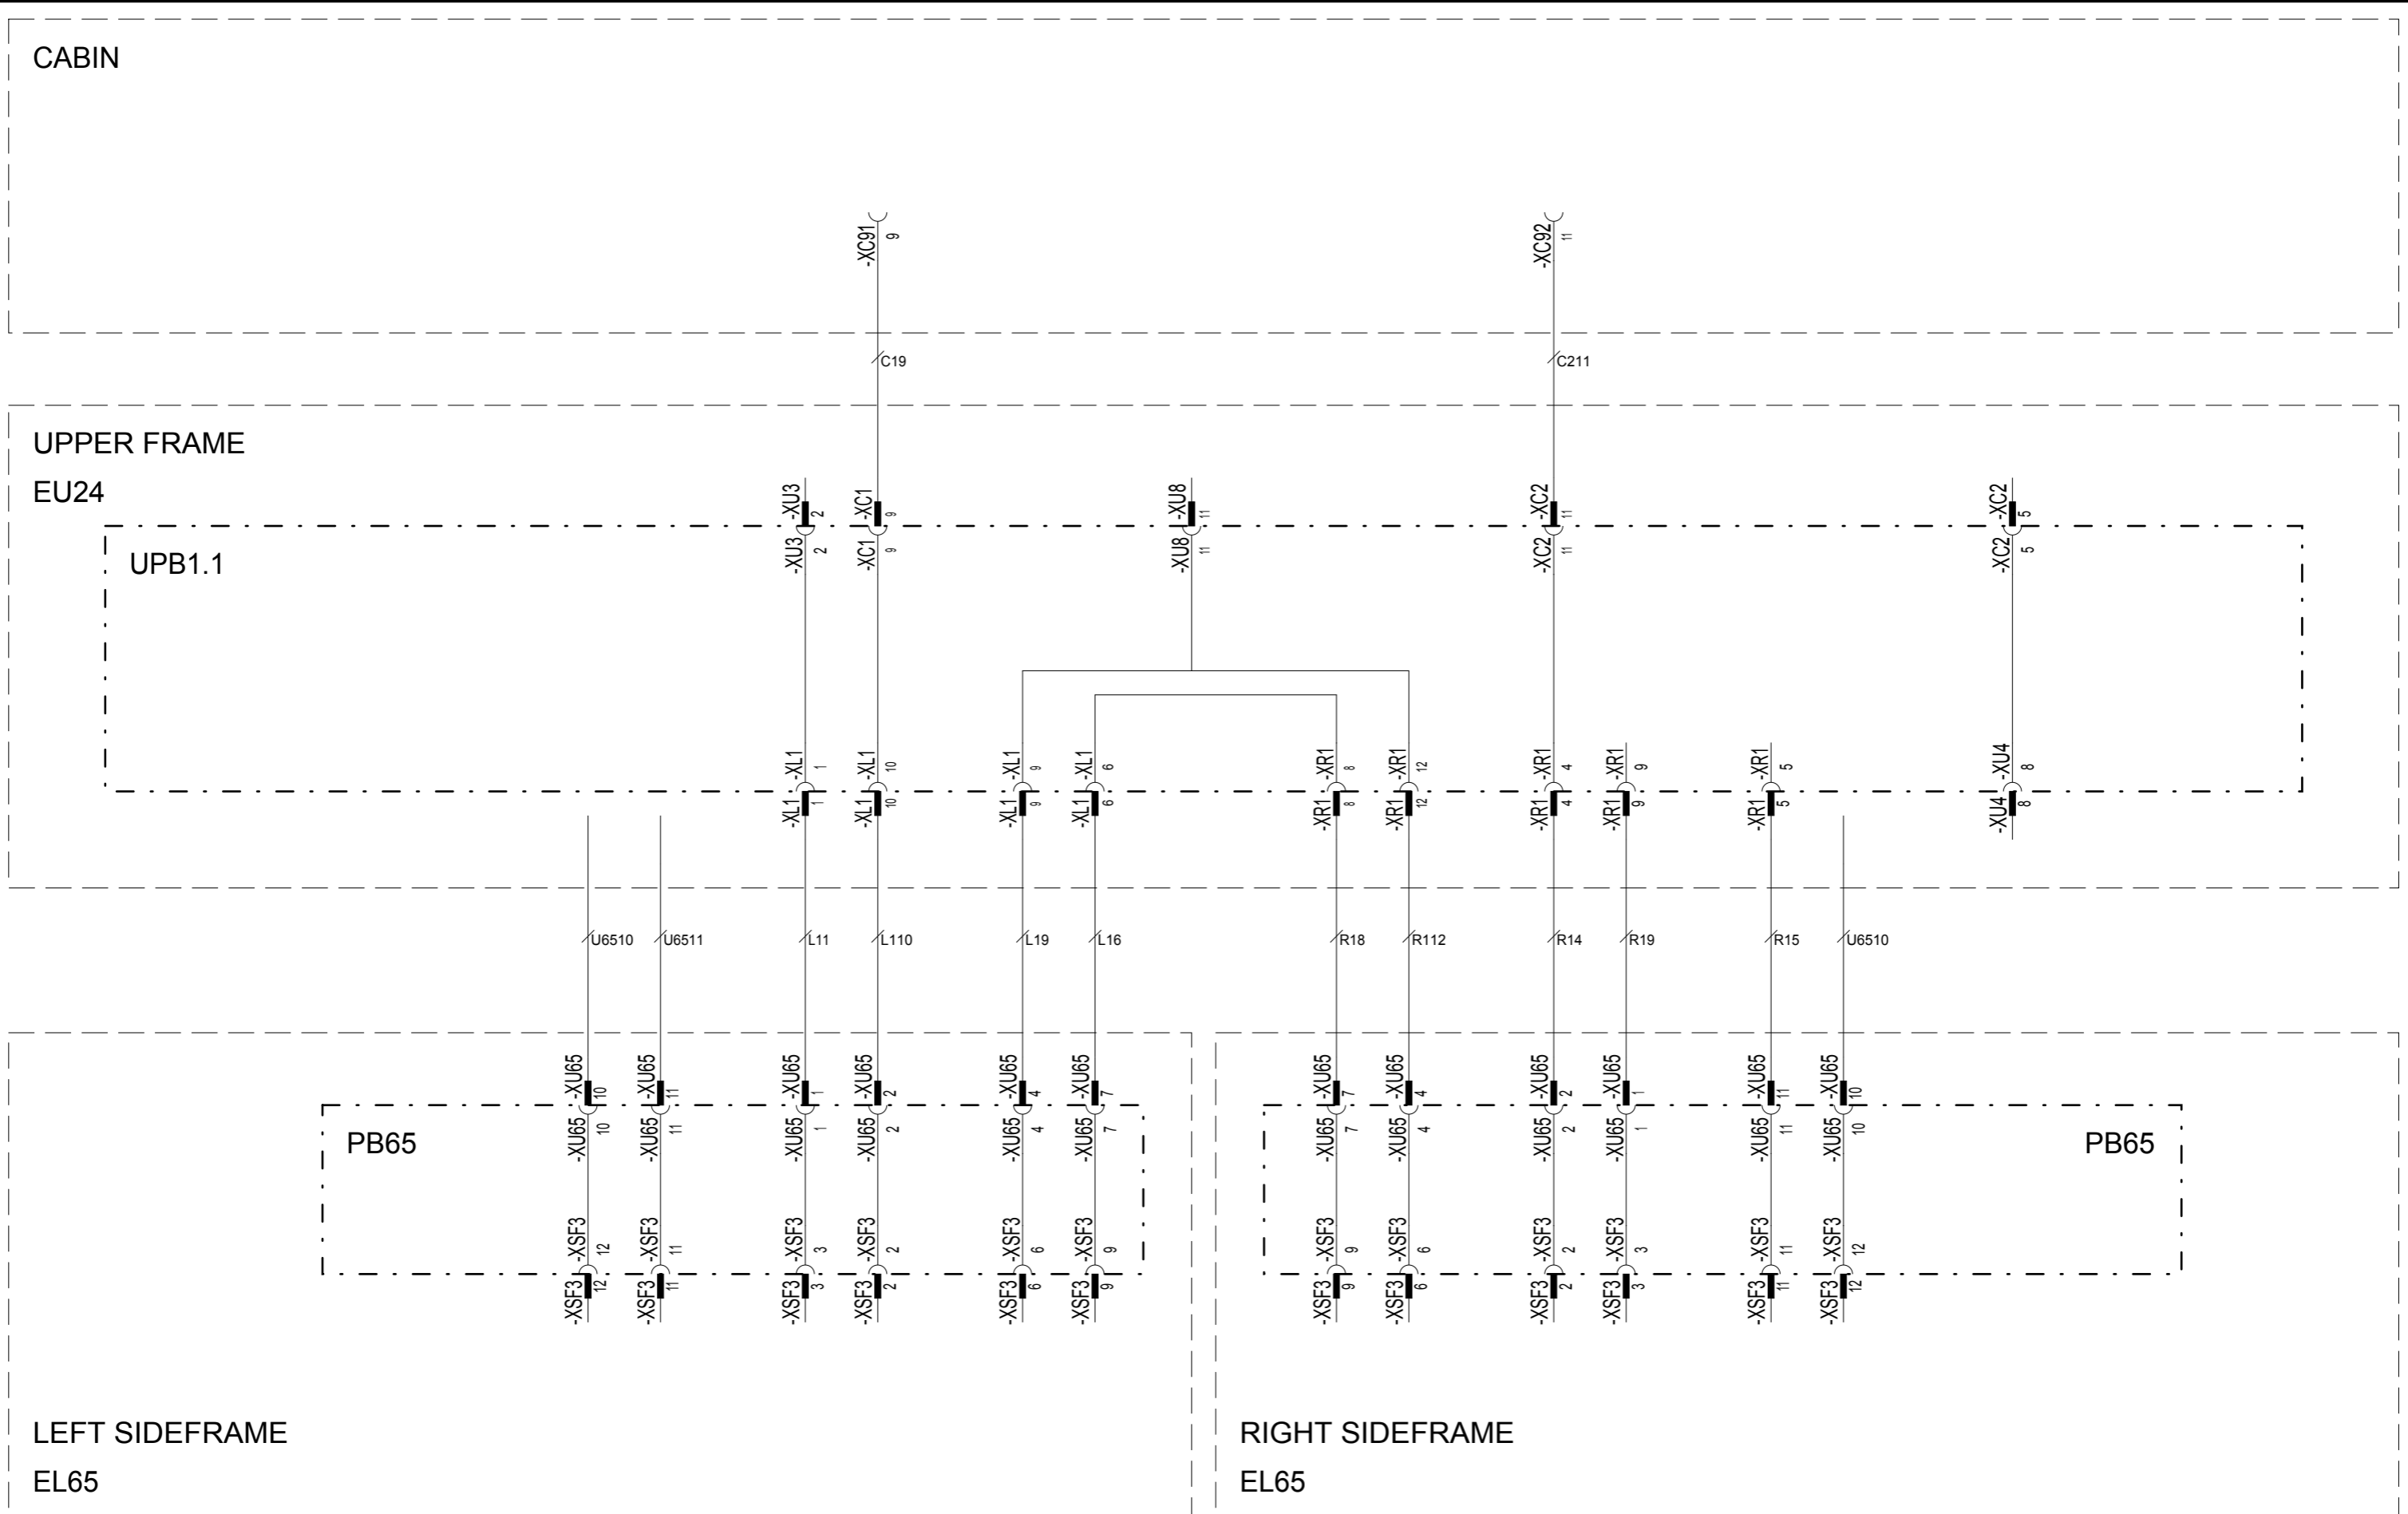 CABIN
-XC91 9
-XC92 11
C19
C211
UPPER FRAME
EU24
-XU3 2
-XC1 9
-XU8 11
-XC2 11
-XC2 5
UPB1.1
-XU3 2
-XC1 9
-XU8 11
-XC2 11
-XC2 5
-XL1 1
-XL1 10
-XL1 9
-XL1 6
-XR1 8
-XR1 12
-XR1 4
-XR1 9
-XR1 5
-XU4 8
-XL1 1
-XL1 10
-XL1 9
-XL1 6
-XR1 8
-XR1 12
-XR1 4
-XR1 9
-XR1 5
-XU4 8
U6510
U6511
L11
L110
L19
L16
R18
R112
R14
R19
R15
U6510
-XU65 10
-XU65 11
-XU65 1
-XU65 2
-XU65 4
-XU65 7
-XU65 7
-XU65 4
-XU65 2
-XU65 1
-XU65 11
-XU65 10
PB65
-XU65 10
-XU65 11
-XU65 1
-XU65 2
-XU65 4
-XU65 7
-XU65 7
-XU65 4
-XU65 2
-XU65 1
-XU65 11
-XU65 10
PB65
-XSF3 12
-XSF3 11
-XSF3 3
-XSF3 2
-XSF3 6
-XSF3 9
-XSF3 9
-XSF3 6
-XSF3 2
-XSF3 3
-XSF3 11
-XSF3 12
-XSF3 12
-XSF3 11
-XSF3 3
-XSF3 2
-XSF3 6
-XSF3 9
-XSF3 9
-XSF3 6
-XSF3 2
-XSF3 3
-XSF3 11
-XSF3 12
LEFT SIDEFRAME
EL65
RIGHT SIDEFRAME
EL65